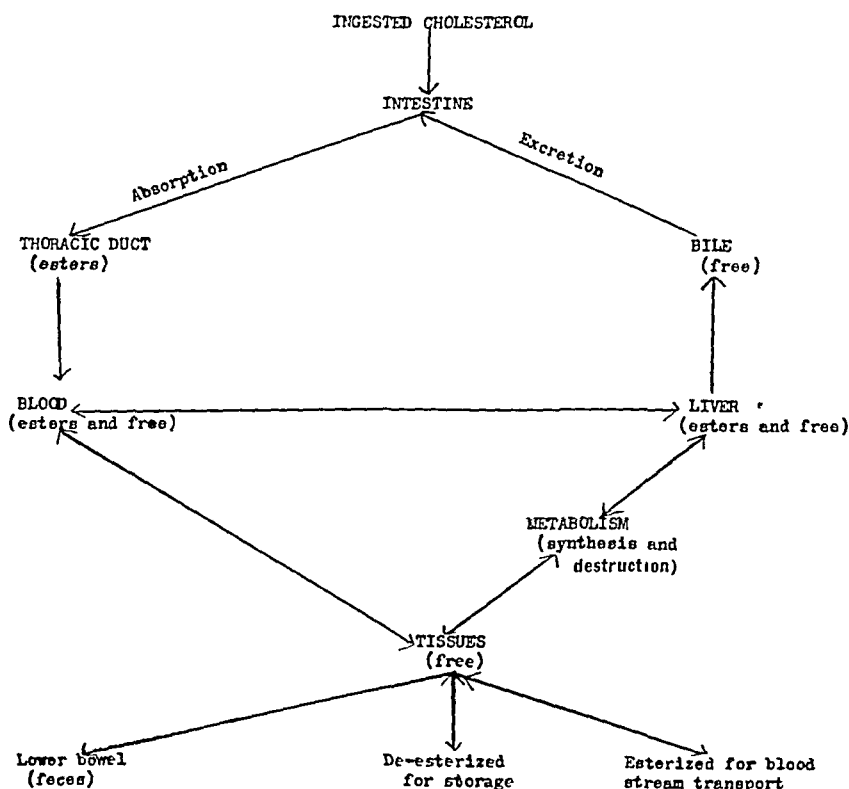 INGESTED CHOLESTEROL
INTESTINE
Absorption
Excretion
THORACIC DUCT
(esters)
BILE
(free)
BLOOD
(esters and free)
LIVER
(esters and free)
METABOLISM
(synthesis and
destruction)
TISSUES
(free)
Lower bowel
(feces)
De-esterized
for storage
Esterized for blood
stream transport